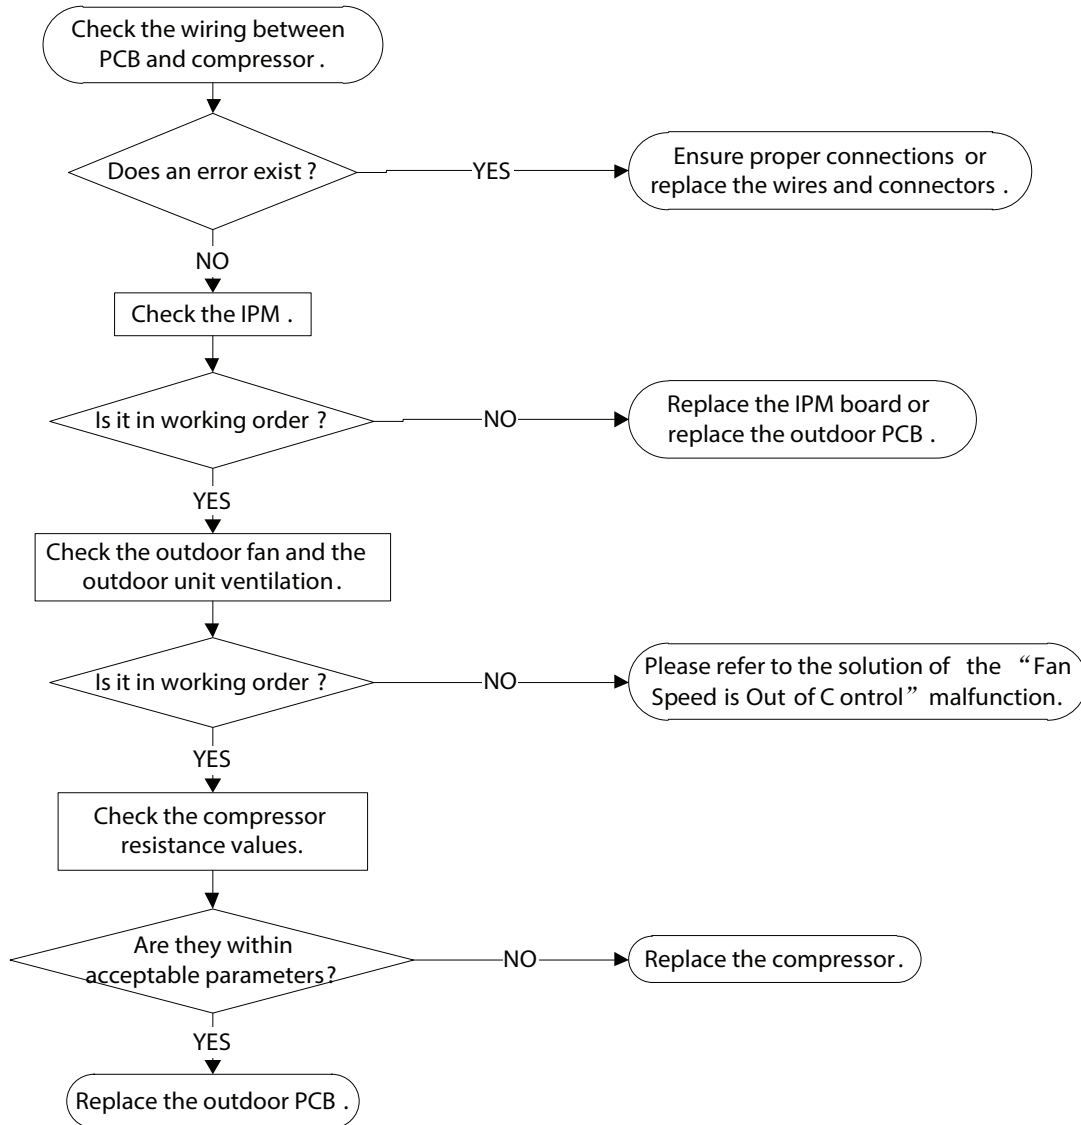 Check the wiring between
PCB and compressor .
Does an error exist ?
YES
Ensure proper connections or
replace the wires and connectors .
NO
Check the IPM .
Is it in working order ?
NO
Replace the IPM board or
replace the outdoor PCB .
YES
Check the outdoor fan and the
outdoor unit ventilation .
Is it in working order ?
NO
Please refer to the solution of the “Fan
Speed is Out of C ontrol” malfunction.
YES
Check the compressor
resistance values.
Are they within
acceptable parameters?
NO
Replace the compressor .
YES
Replace the outdoor PCB .